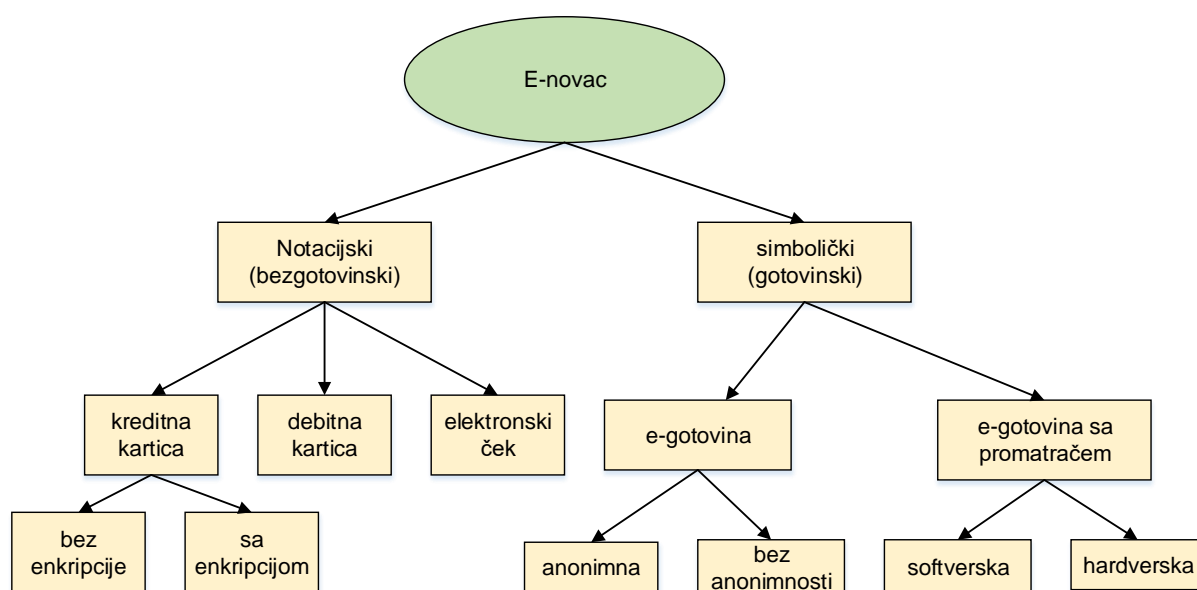 E-novac
Notacijski
(bezgotovinski)
simbolički
(gotovinski)
kreditna
kartica
debitna
kartica
elektronski
ček
e-gotovina
e-gotovina sa
promatračem
bez
enkripcije
sa
enkripcijom
anonimna
bez
anonimnosti
softverska
hardverska